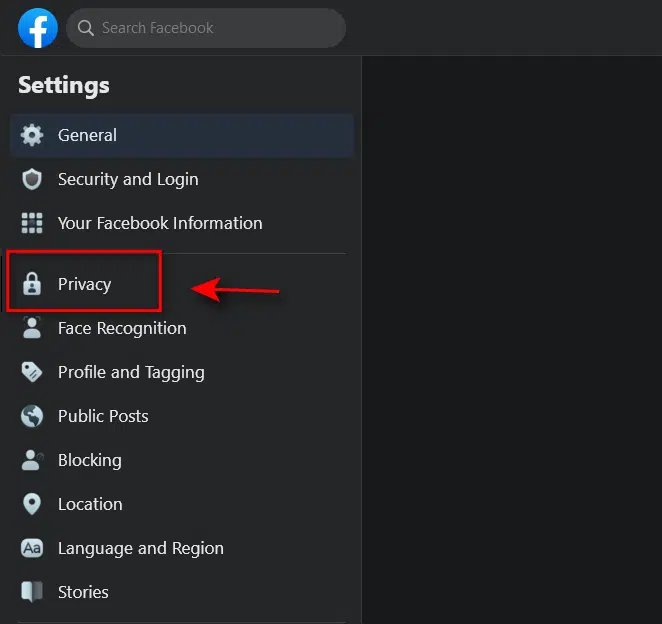 Search Facebook
Settings
General
Security and Login
Your Facebook Information
Privacy
Face Recognition
Profile and Tagging
Public Posts
Blocking
Location
Aa Language and Region
Stories